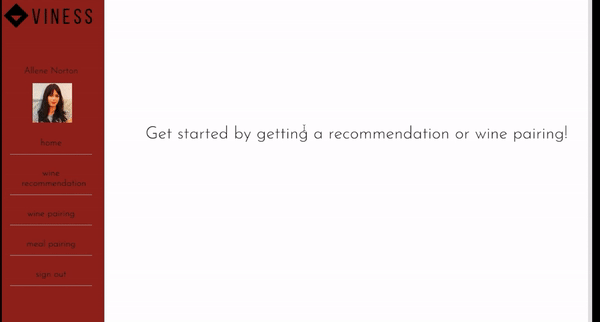 VINESS
Allene Norton
home
wine
recommendation
wine pairing
meal pairing
sign out
Get started by getting a recommendation or wine pairing!